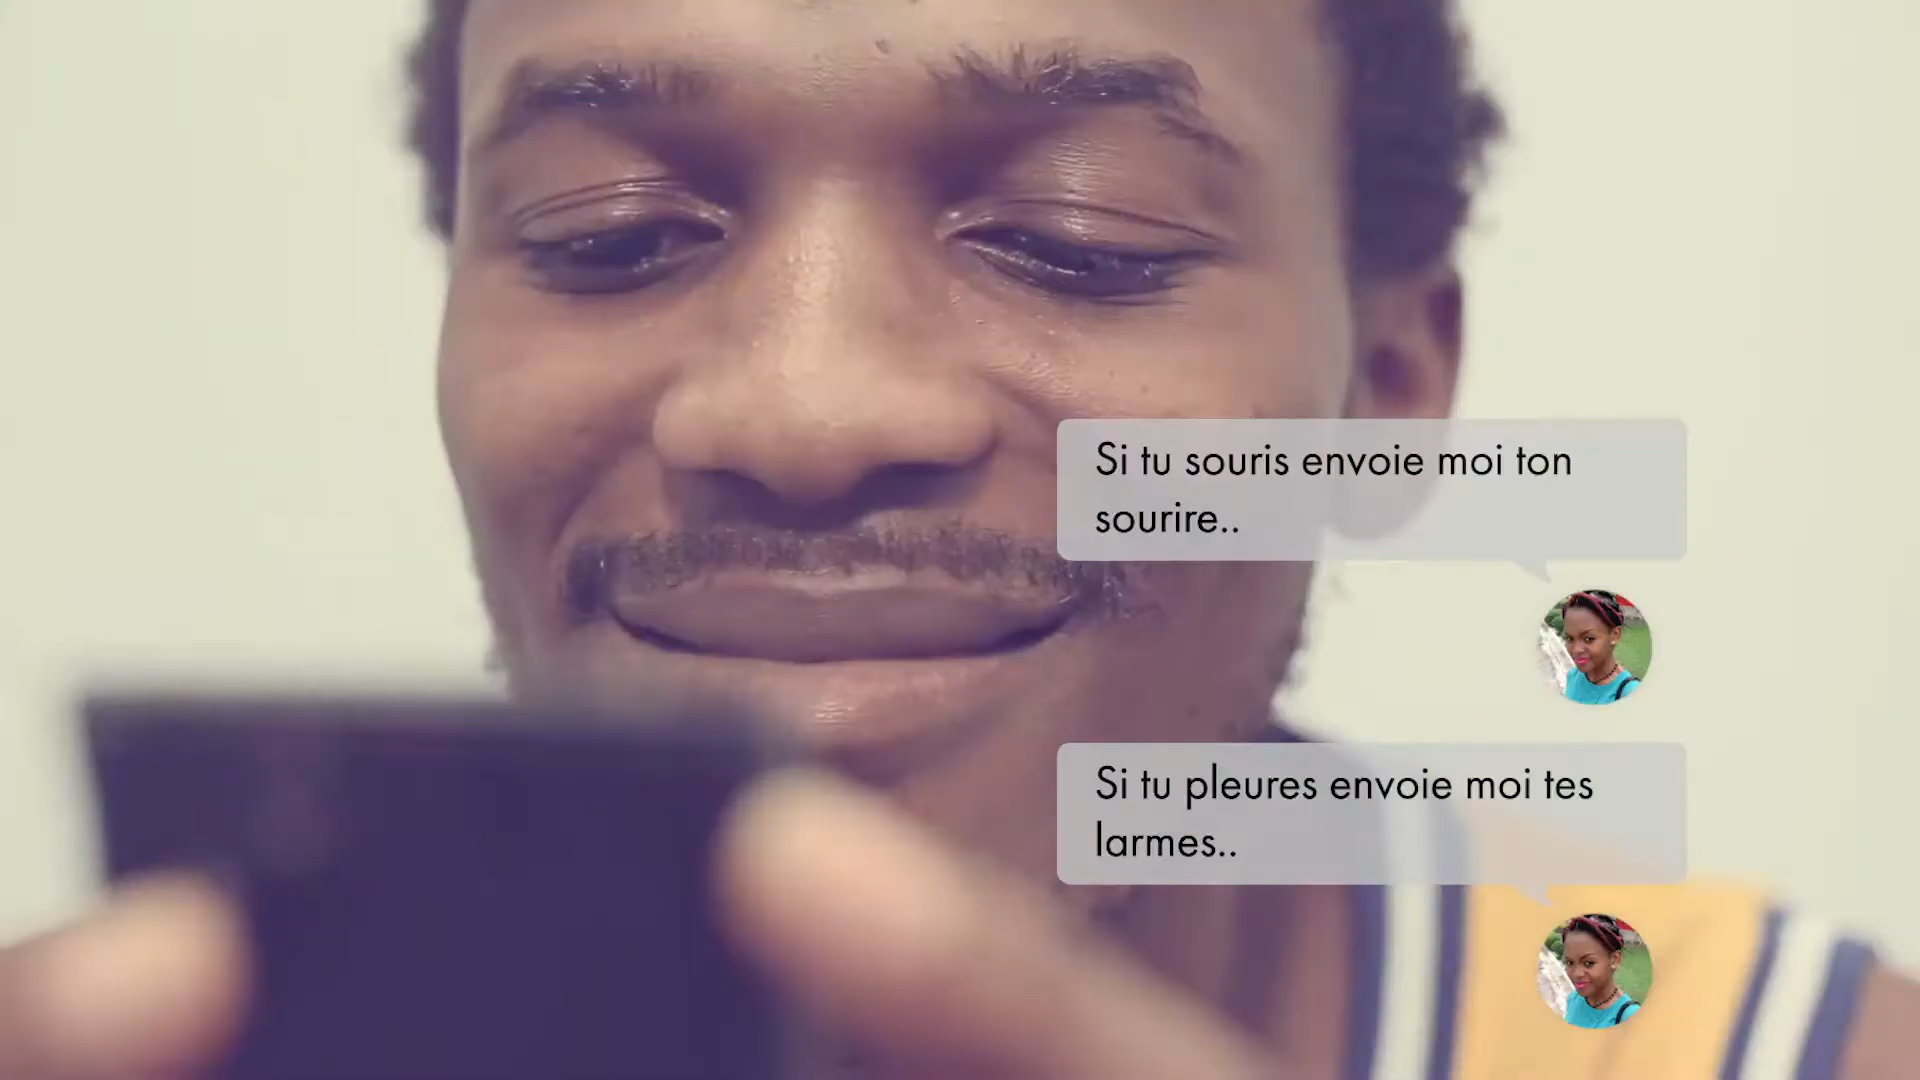 Si tu souris envoie moi ton
sourire..
Si tu pleures envoie moi tes
larmes..